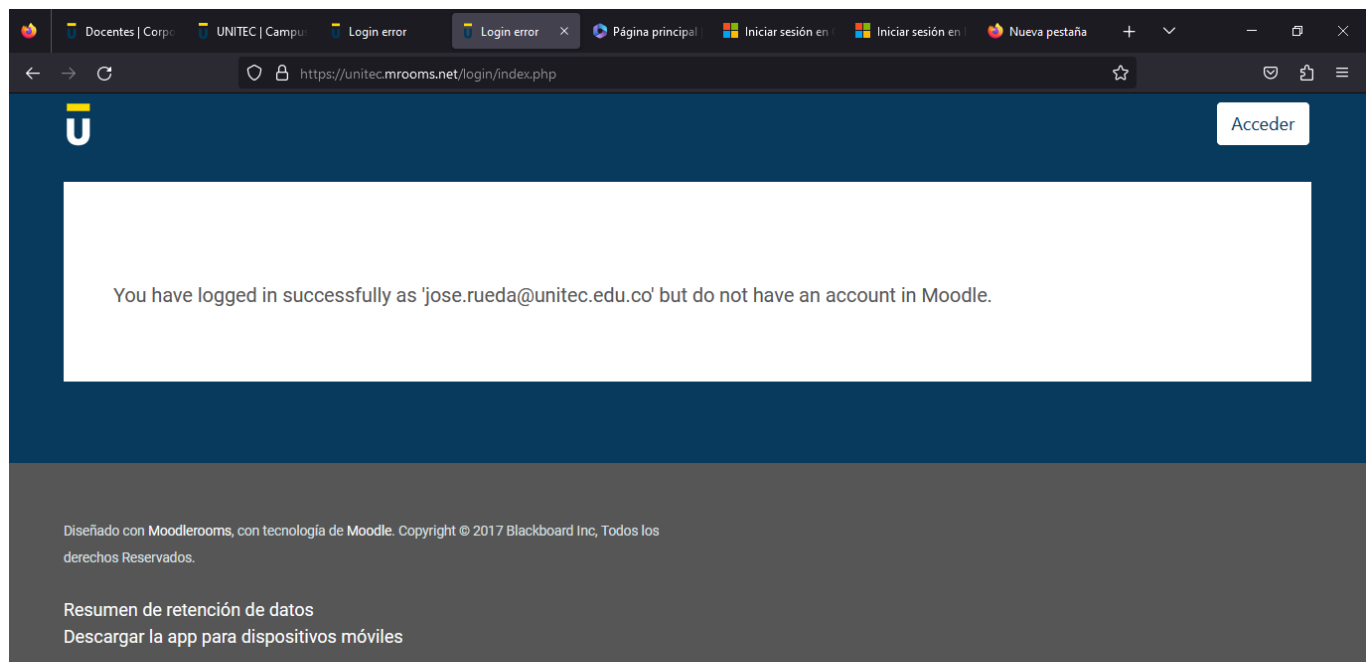 Docentes | Corpo
UNITEC | Campus
Login error
Login error
Página principal |
Iniciar sesión en
Iniciar sesión en
Nueva pestaña
https://unitec.mrooms.net/login/index.php
U
Acceder
You have logged in successfully as 'jose.rueda@unitec.edu.co' but do not have an account in Moodle.
Diseñado con Moodlerooms, con tecnología de Moodle. Copyright © 2017 Blackboard Inc, Todos los
derechos Reservados.
Resumen de retención de datos
Descargar la app para dispositivos móviles